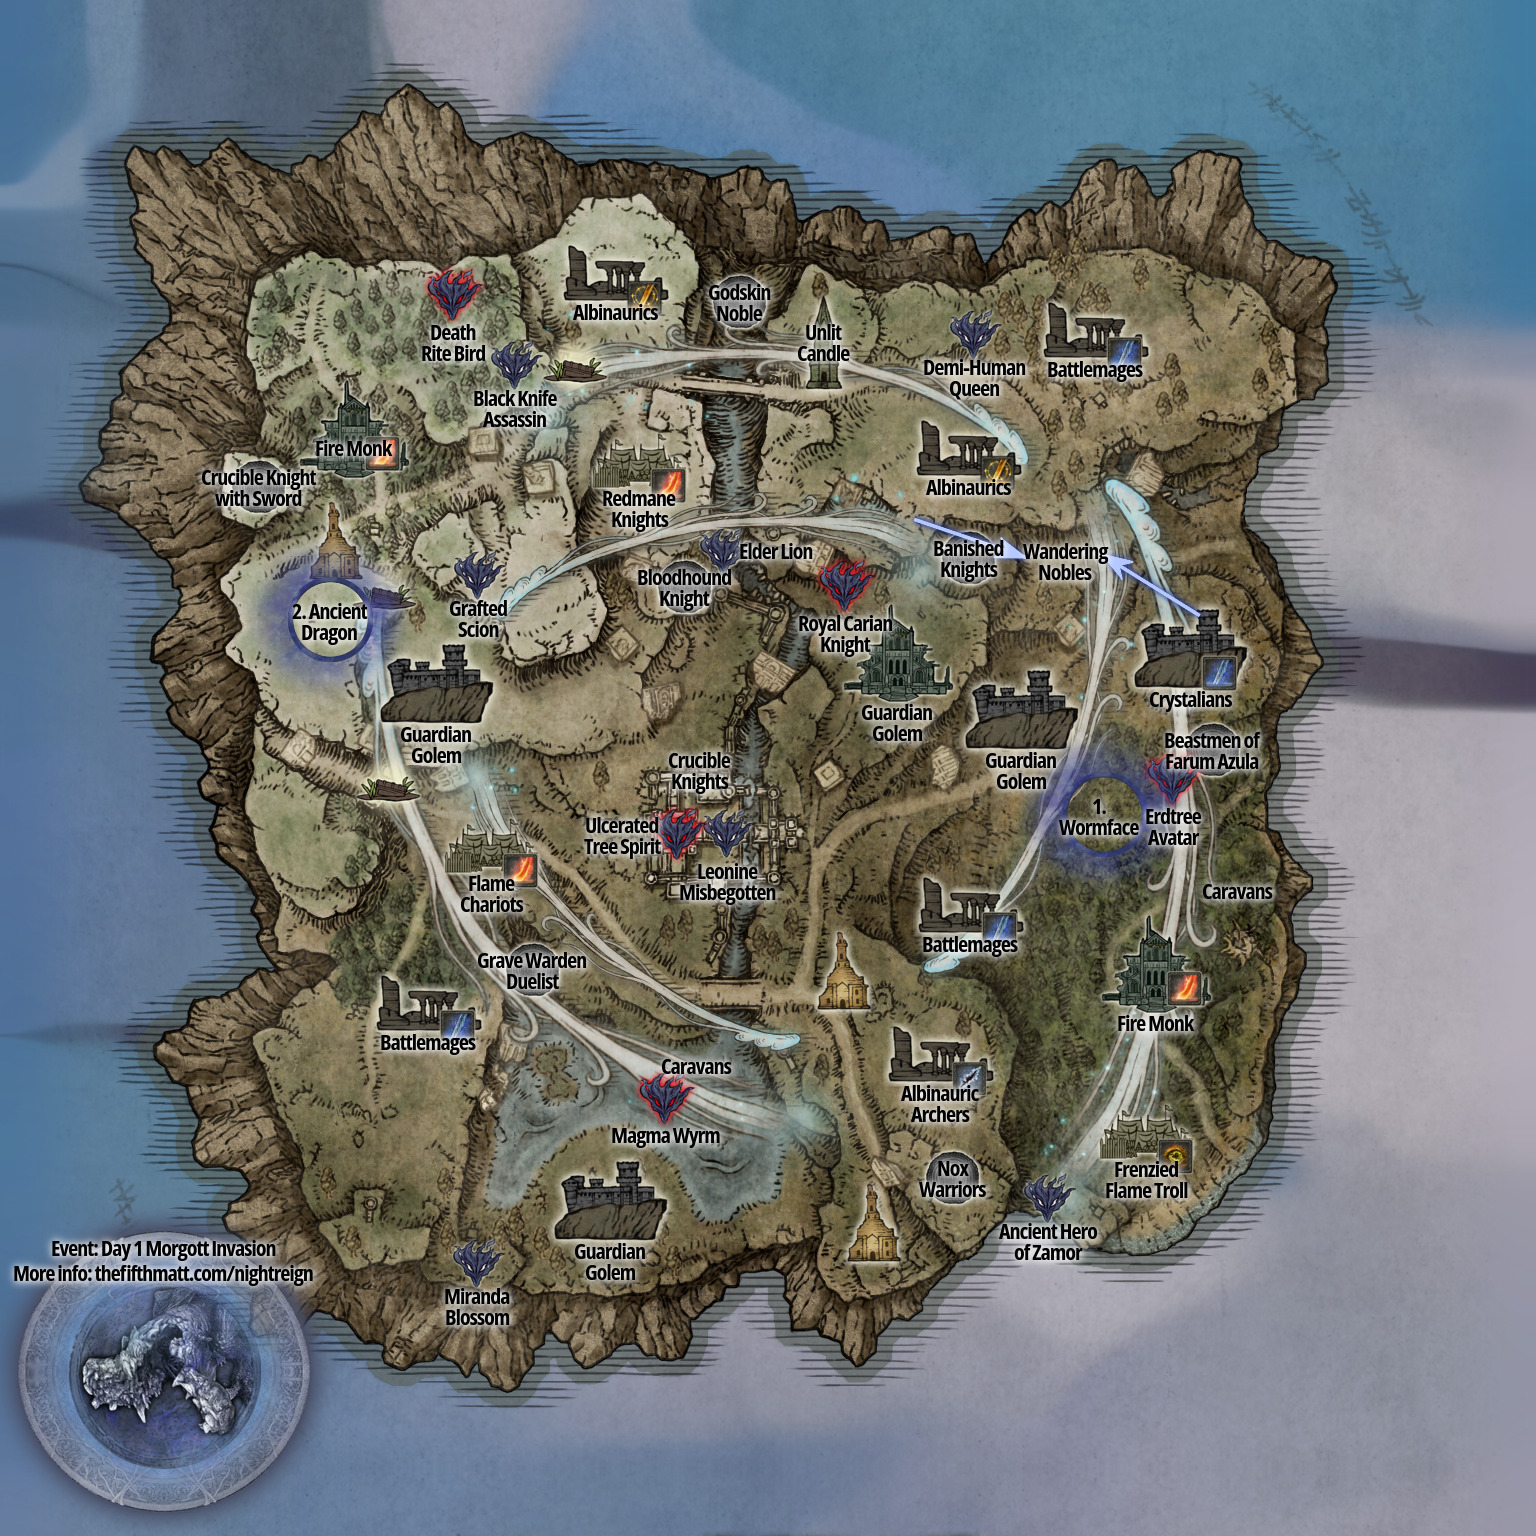 Albinaurics
Godskin
Noble
Death
Rite Bird
Unlit
Candle
Demi-Human
Queen
Battlemages
Black Knife
Assassin
Fire Monk
Crucible Knight
with Sword
Redmane
Knights
Albinaurics
Elder Lion
Banished
Knights
Wandering
Nobles
Bloodhound
Knight
Grafted
Scion
2. Ancient
Dragon
Royal Carian
Knight
Crystalians
Guardian
Golem
Guardian
Golem
Guardian
Golem
Beastmen of
Farum Azula
Crucible
Knights
1.
Wormface
Erdtree
Avatar
Ulcerated
Tree Spirit
Leonine
Misbegotten
Flame
Chariots
Caravans
Battlemages
Grave Warden
Duelist
Fire Monk
Battlemages
Caravans
Albinauric
Archers
Magma Wyrm
Nox
Warriors
Frenzied
Flame Troll
Ancient Hero
of Zamor
Guardian
Golem
Event: Day 1 Morgott Invasion
More info: thefifthmatt.com/nightreign
Miranda
Blossom